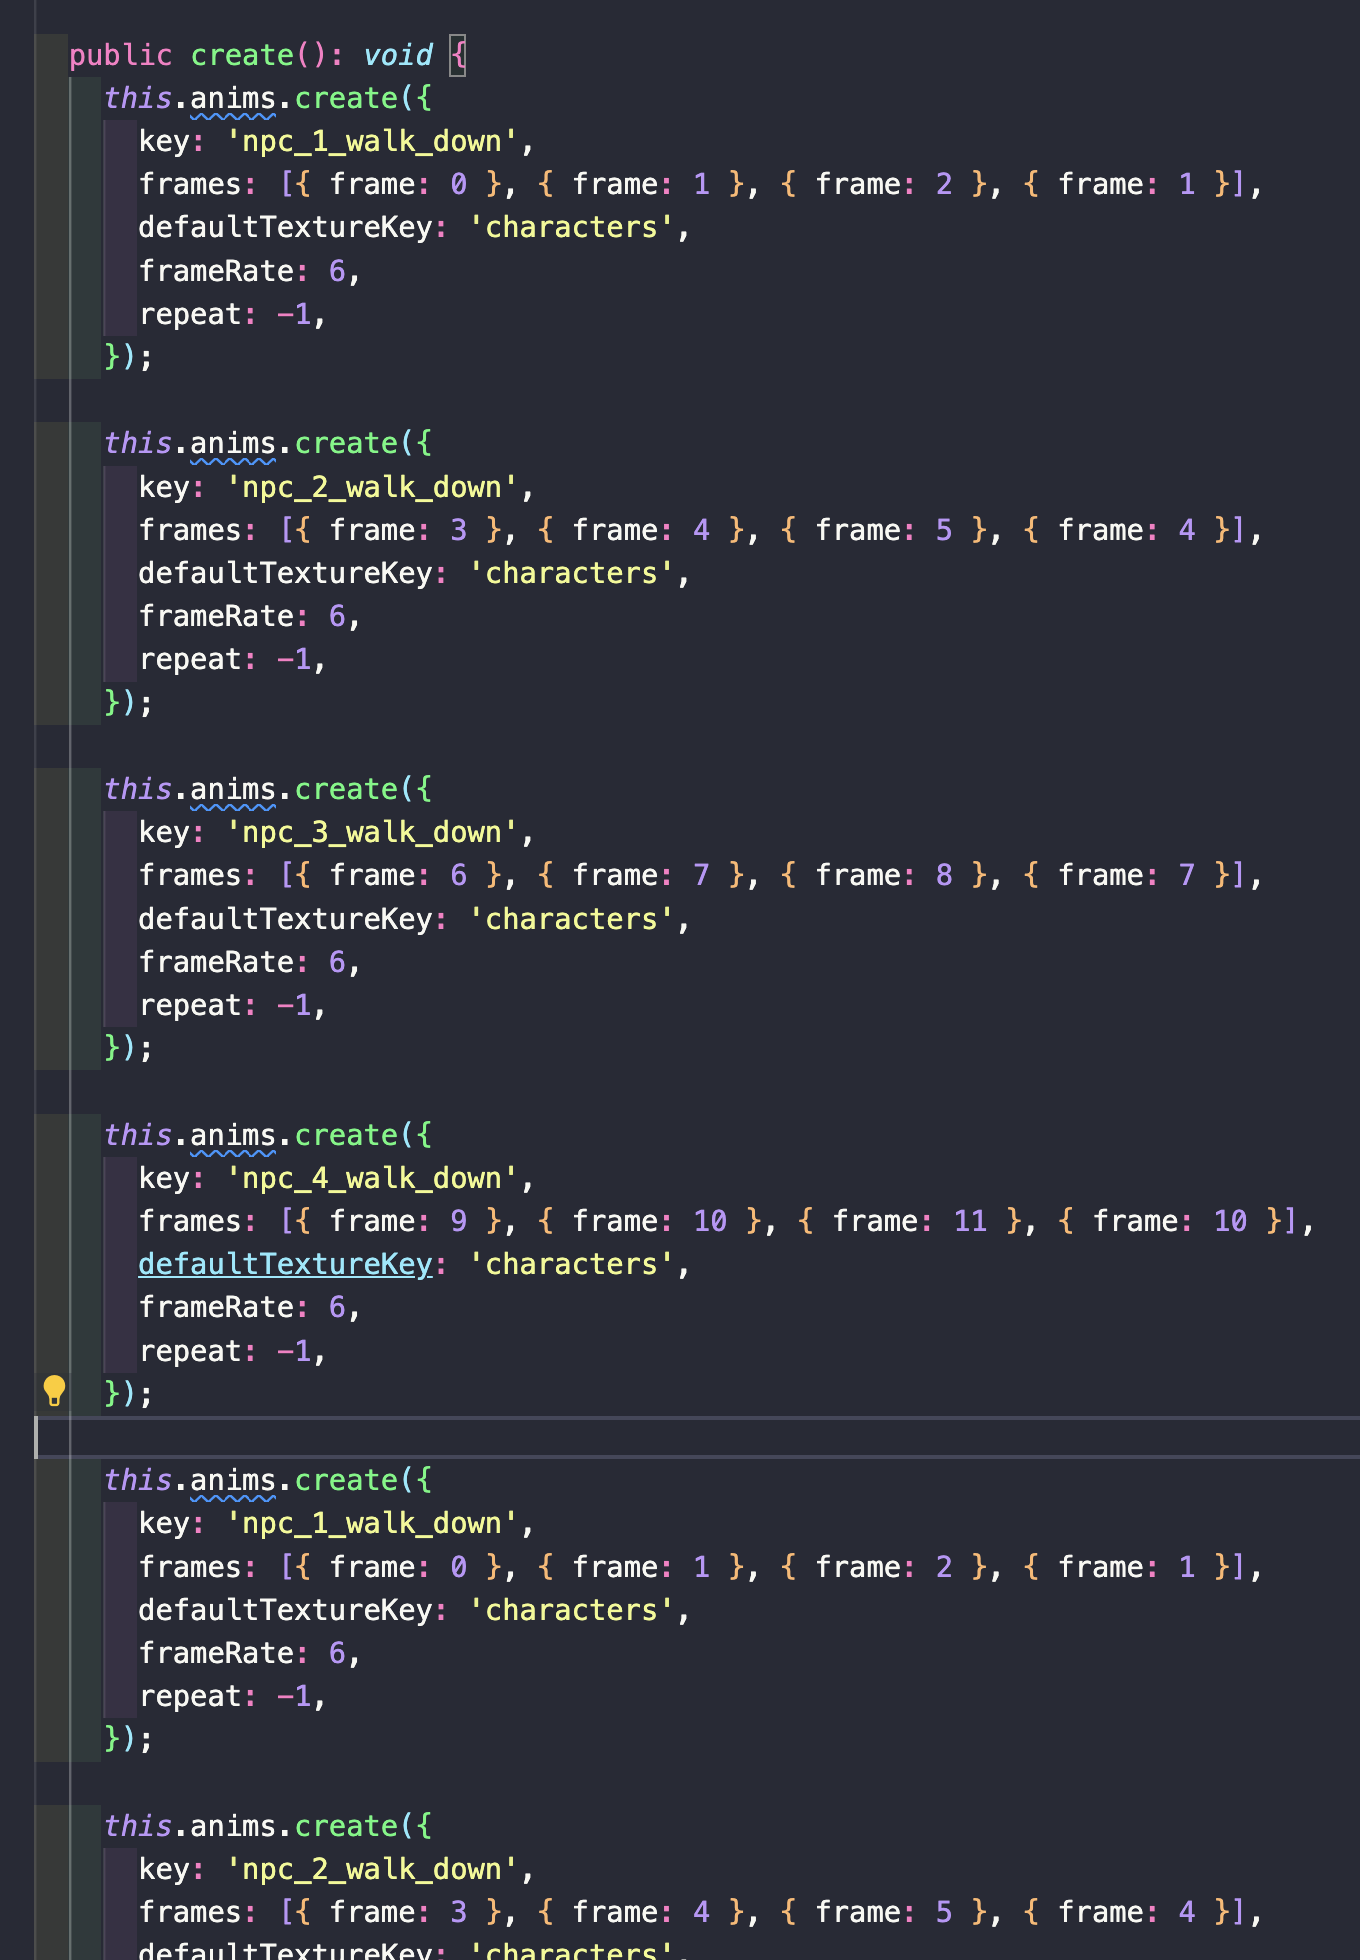 public create(): void {
this.anims.create({
key: 'npc_1_walk_down',
frames: [{ frame: 0 }, { frame: 1 }, { frame: 2 }, { frame: 1 }],
defaultTextureKey: 'characters',
frameRate: 6,
repeat: -1,
});
this.anims.create({
key: 'npc_2_walk_down',
frames: [{ frame: 3 }, { frame: 4 }, { frame: 5 }, { frame: 4 }],
defaultTextureKey: 'characters',
frameRate: 6,
repeat: -1,
});
this.anims.create({
key: 'npc_3_walk_down',
frames: [{ frame: 6 }, { frame: 7 }, { frame: 8 }, { frame: 7 }],
defaultTextureKey: 'characters',
frameRate: 6,
repeat: -1,
});
this.anims.create({
key: 'npc_4_walk_down',
frames: [{ frame: 9 }, { frame: 10 }, { frame: 11 }, { frame: 10 }],
defaultTextureKey: 'characters',
frameRate: 6,
repeat: -1,
});
this.anims.create({
key: 'npc_1_walk_down',
frames: [{ frame: 0 }, { frame: 1 }, { frame: 2 }, { frame: 1 }],
defaultTextureKey: 'characters',
frameRate: 6,
repeat: -1,
});
this.anims.create({
key: 'npc_2_walk_down',
frames: [{ frame: 3 }, { frame: 4 }, { frame: 5 }, { frame: 4 }],
defaultTextureKey: 'characters',